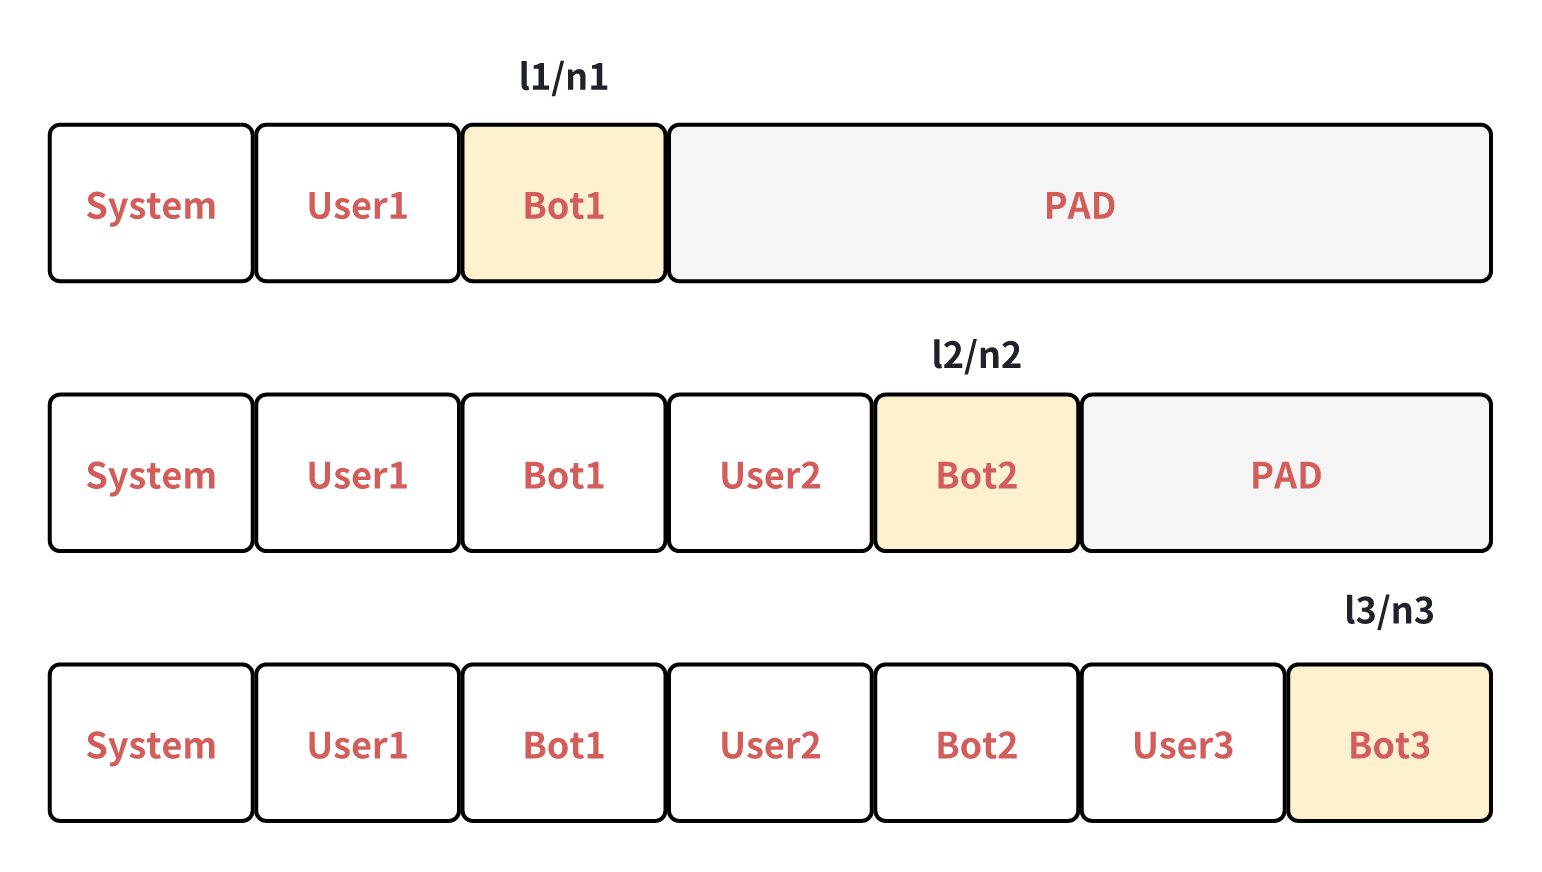 l1/n1
System User1 Bot1 PAD
l2/n2
System User1 Bot1 User2 Bot2 PAD
l3/n3
System User1 Bot1 User2 Bot2 User3 Bot3